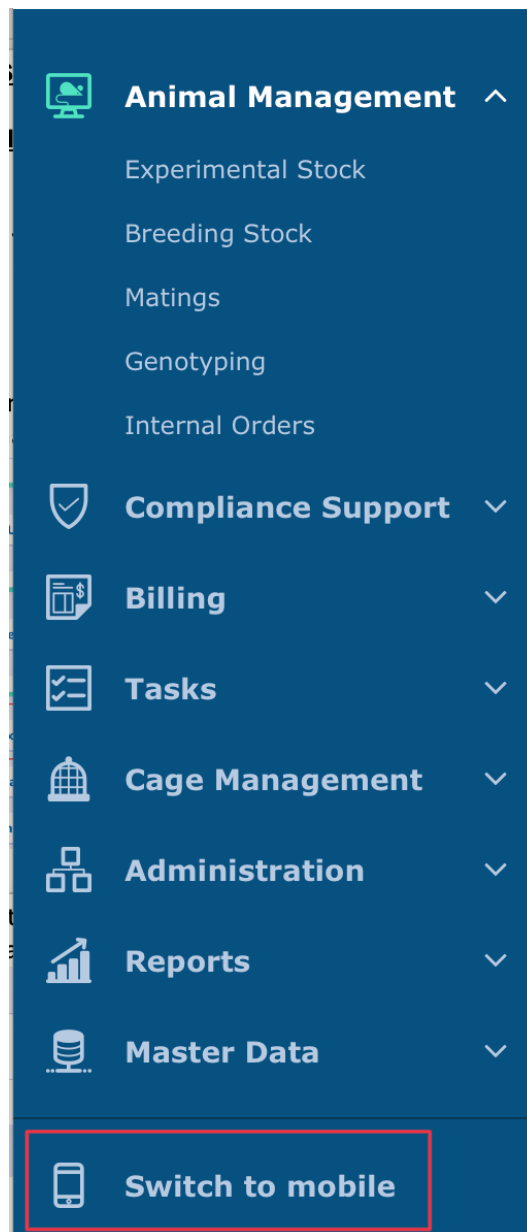 Animal Management
Experimental Stock
Breeding Stock
Matings
Genotyping
Internal Orders
Compliance Support
Billing
Tasks
Cage Management
Administration
Reports
Master Data
Switch to mobile